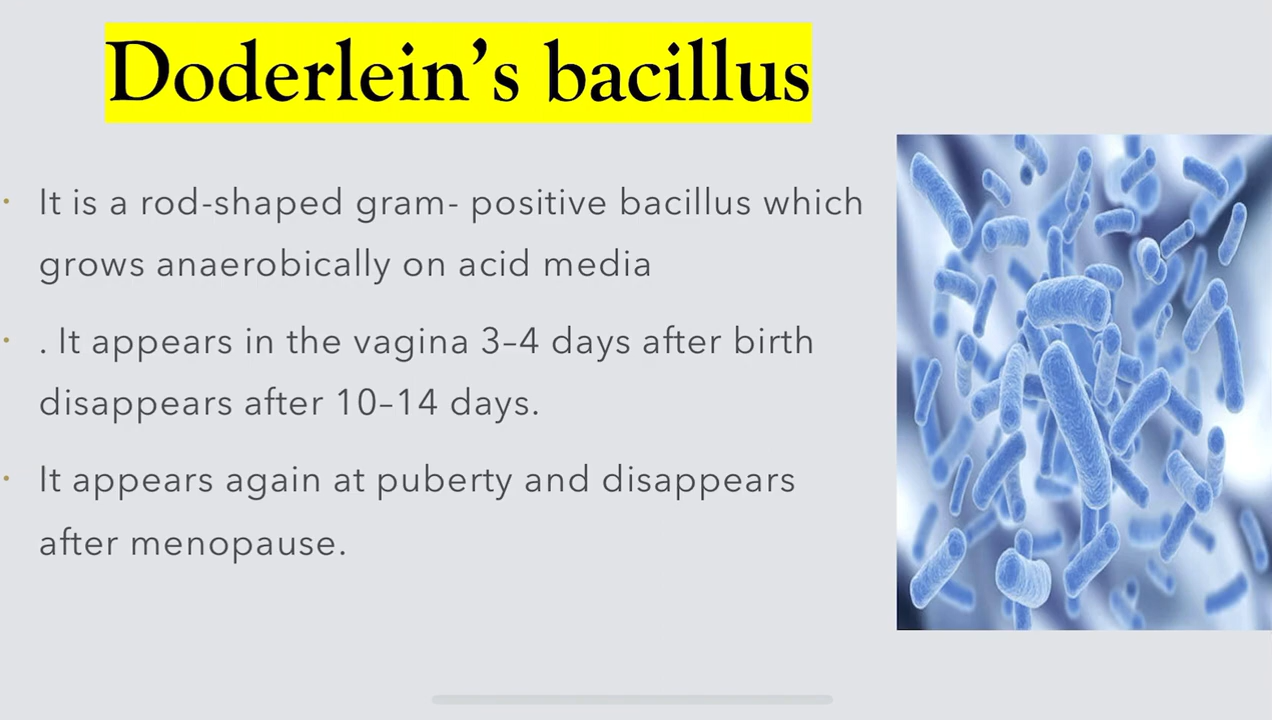 Doderlein’s bacillus
• It is a rod-shaped gram- positive bacillus which
grows anaerobically on acid media
• . It appears in the vagina 3–4 days after birth
disappears after 10–14 days.
• It appears again at puberty and disappears
after menopause.